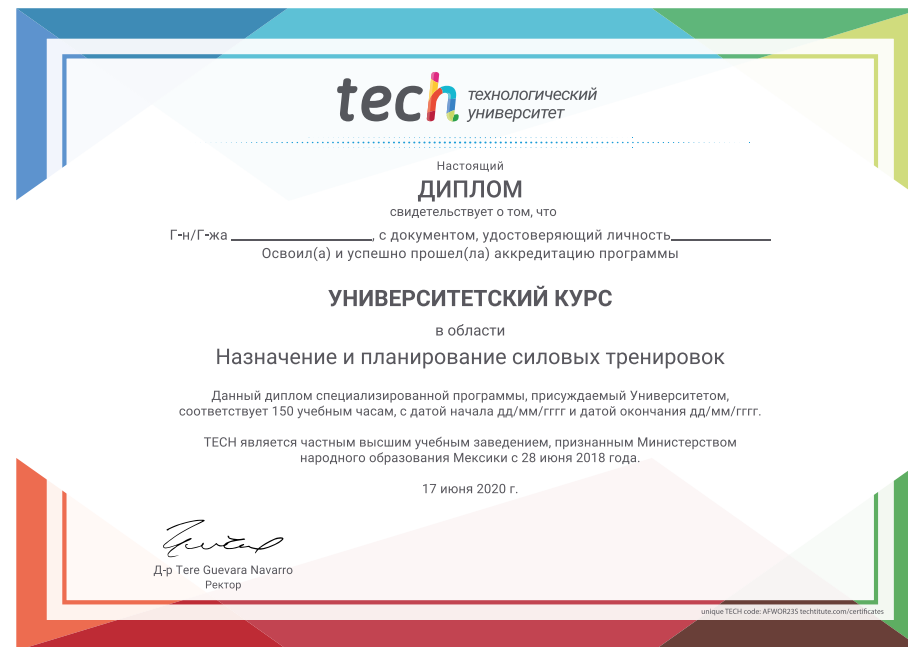 tech
технологический
университет
Настоящий
ДИПЛОМ
свидетельствует о том, что
Г-н/Г-жа ____________________, с документом, удостоверяющий личность______________
Освоил(а) и успешно прошел(ла) аккредитацию программы
УНИВЕРСИТЕТСКИЙ КУРС
в области
Назначение и планирование силовых тренировок
Данный диплом специализированной программы, присуждаемый Университетом,
соответствует 150 учебным часам, с датой начала дд/мм/гггг и датой окончания дд/мм/гггг.
TECH является частным высшим учебным заведением, признанным Министерством
народного образования Мексики с 28 июня 2018 года.
17 июня 2020 г.
Д-р Tere Guevara Navarro
Ректор
unique TECH code: AFWOR23S techtitute.com/certificates